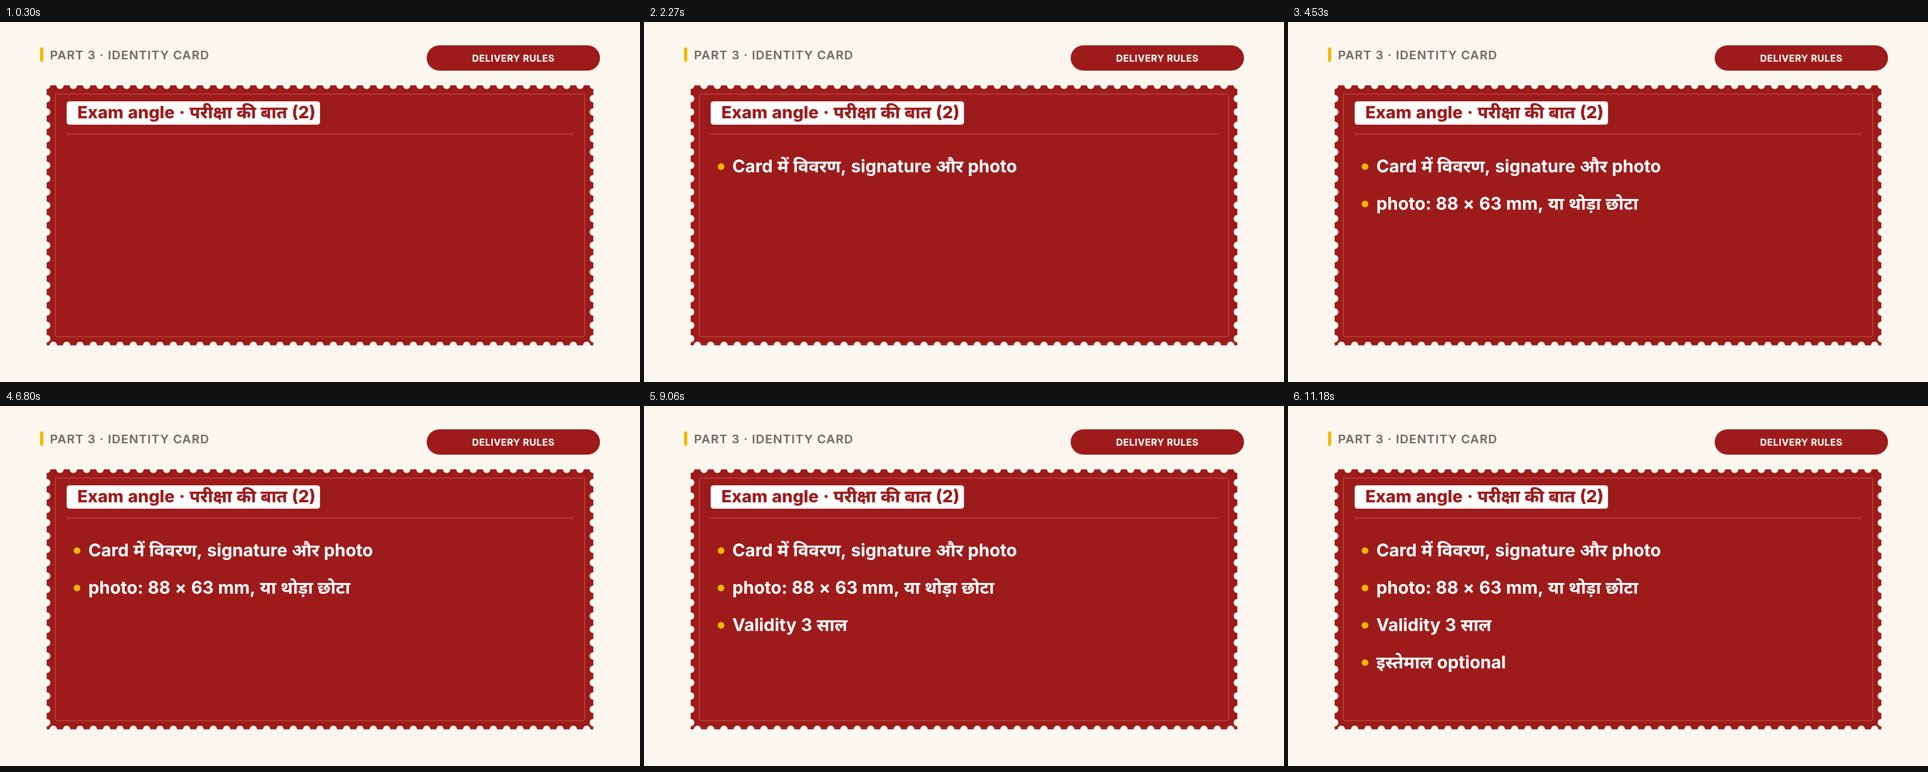 1. 0.30s
PART 3 · IDENTITY CARD
DELIVERY RULES
Exam angle · परीक्षा की बात (2)
2. 2.27s
PART 3 · IDENTITY CARD
DELIVERY RULES
Exam angle · परीक्षा की बात (2)
Card में विवरण, signature और photo
3. 4.53s
PART 3 · IDENTITY CARD
DELIVERY RULES
Exam angle · परीक्षा की बात (2)
Card में विवरण, signature और photo
photo: 88 × 63 mm, या थोड़ा छोटा
4. 6.80s
PART 3 · IDENTITY CARD
DELIVERY RULES
Exam angle · परीक्षा की बात (2)
Card में विवरण, signature और photo
photo: 88 × 63 mm, या थोड़ा छोटा
5. 9.06s
PART 3 · IDENTITY CARD
DELIVERY RULES
Exam angle · परीक्षा की बात (2)
Card में विवरण, signature और photo
photo: 88 × 63 mm, या थोड़ा छोटा
Validity 3 साल
6. 11.18s
PART 3 · IDENTITY CARD
DELIVERY RULES
Exam angle · परीक्षा की बात (2)
Card में विवरण, signature और photo
photo: 88 × 63 mm, या थोड़ा छोटा
Validity 3 साल
इस्तेमाल optional